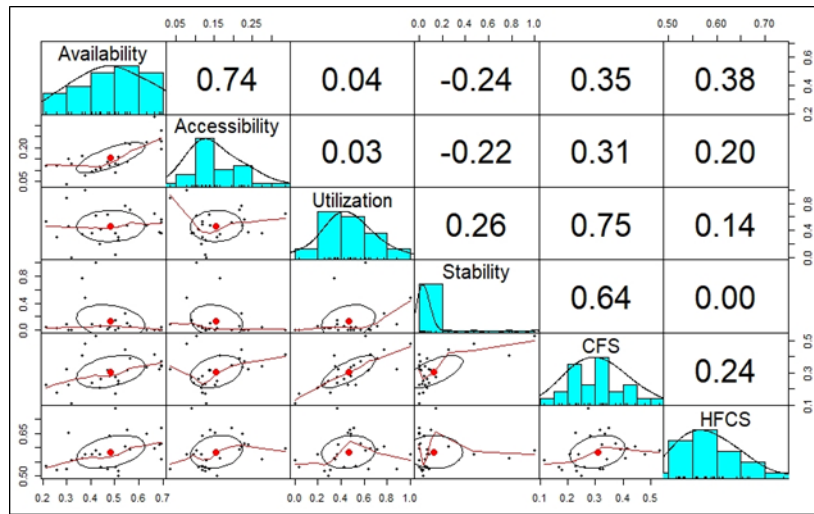 0.05 0.15 0.25 0.0 0.2 0.4 0.6 0.8 1.0 0.50 0.60 0.70
Availability 0.74 0.04 -0.24 0.35 0.38 0.2 0.4 0.6
0.05 0.20 Accessibility 0.03 -0.22 0.31 0.20
Utilization 0.26 0.75 0.14 0.0 0.4 0.8
0.0 0.4 0.8 Stability 0.64 0.00
CFS 0.24 0.1 0.3 0.5
0.50 0.65 HFCS
0.2 0.3 0.4 0.5 0.6 0.7 0.0 0.2 0.4 0.6 0.8 1.0 0.1 0.2 0.3 0.4 0.5